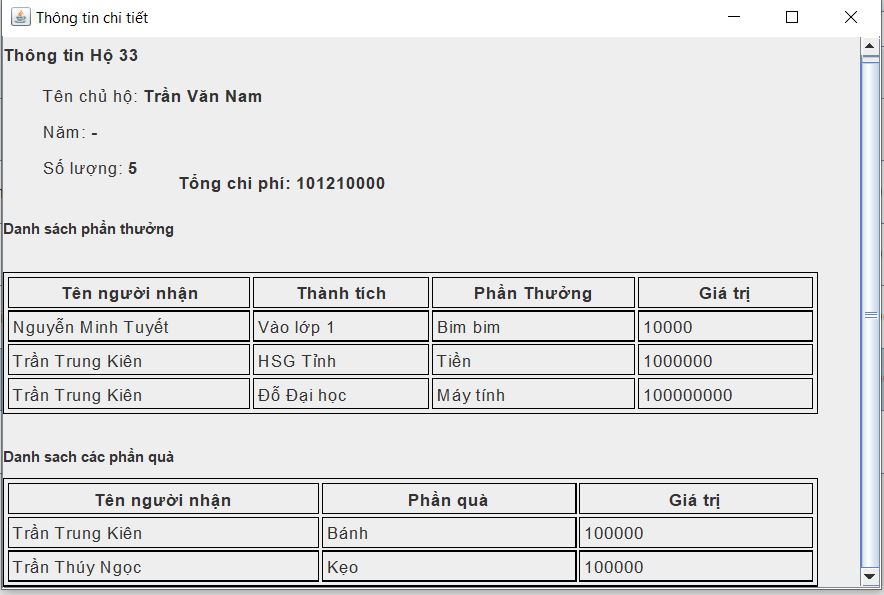 Thông tin chi tiết
Thông tin Hộ 33
Tên chủ hộ: Trần Văn Nam
Năm: -
Số lượng: 5
Tổng chi phí: 101210000
Danh sách phần thưởng
Tên người nhận Thành tích Phần Thưởng Giá trị
Nguyễn Minh Tuyết Vào lớp 1 Bim bim 10000
Trần Trung Kiên HSG Tỉnh Tiền 1000000
Trần Trung Kiên Đỗ Đại học Máy tính 100000000
Danh sach các phần quà
Tên người nhận Phần quà Giá trị
Trần Trung Kiên Bánh 100000
Trần Thúy Ngọc Kẹo 100000